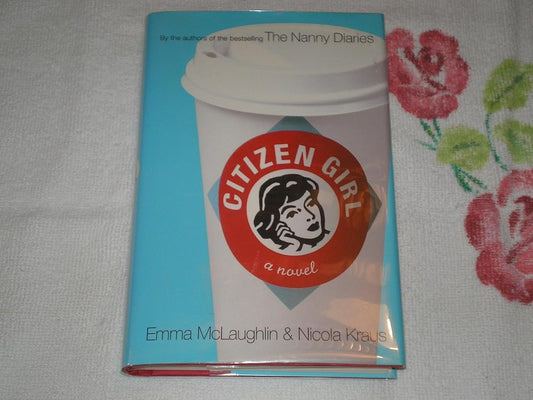 By the authors of the bestselling The Nanny Diaries
CITIZEN GIRL
a novel
Emma McLaughlin & Nicola Kraus